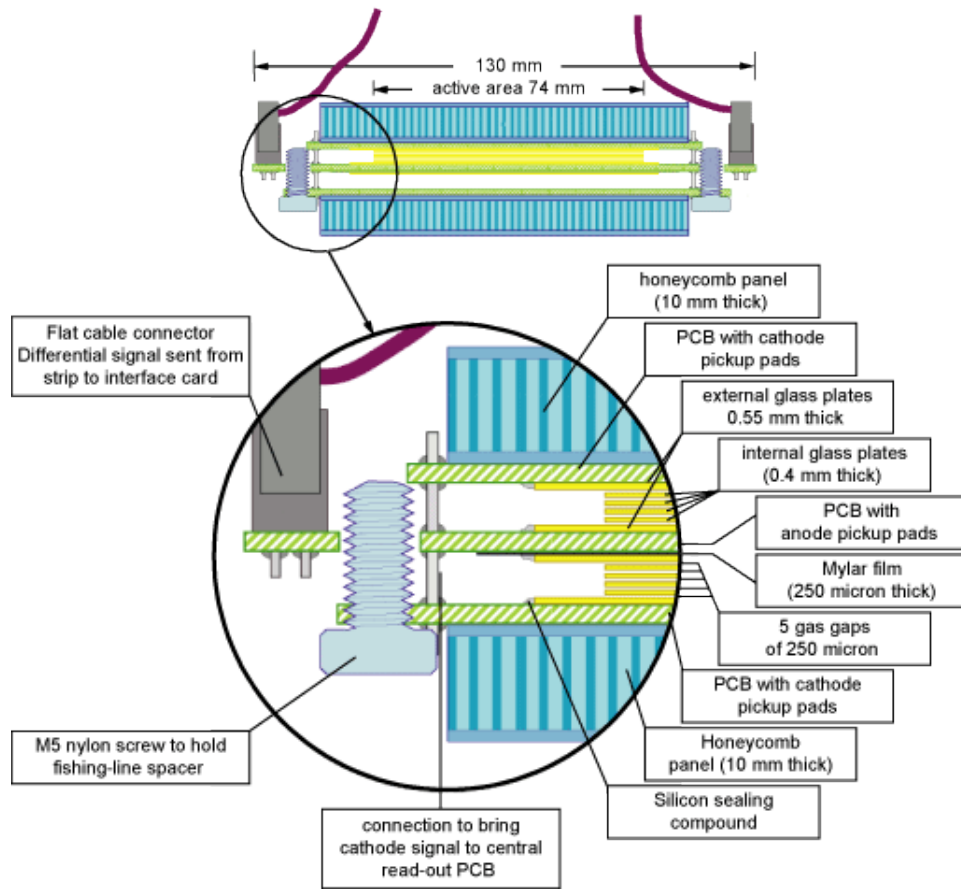 130 mm
active area 74 mm
honeycomb panel
(10 mm thick)
Flat cable connector
Differential signal sent from
strip to interface card
PCB with cathode
pickup pads
external glass plates
0.55 mm thick
internal glass plates
(0.4 mm thick)
PCB with
anode pickup pads
Mylar film
(250 micron thick)
5 gas gaps
of 250 micron
PCB with cathode
pickup pads
M5 nylon screw to hold
fishing-line spacer
Honeycomb
panel (10 mm thick)
Silicon sealing
compound
connection to bring
cathode signal to central
read-out PCB